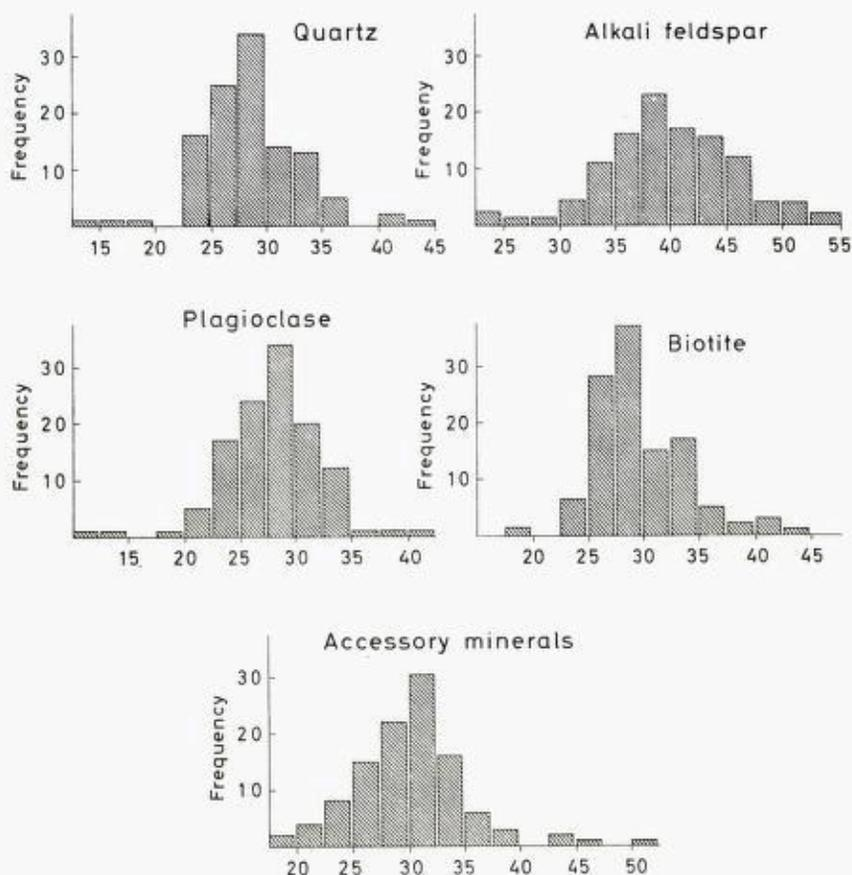 Quartz
Frequency
30
20
10
15 20 25 30 35 40 45
Alkali feldspar
Frequeny
30
20
10
25 30 35 40 45 50 55
Plagioclase
Frequency
30
20
10
15 20 25 30 35 40
Biotite
Frequency
30
20
10
20 25 30 35 40 45
Accessory minerals
Frequency
30
20
10
20 25 30 35 40 45 50